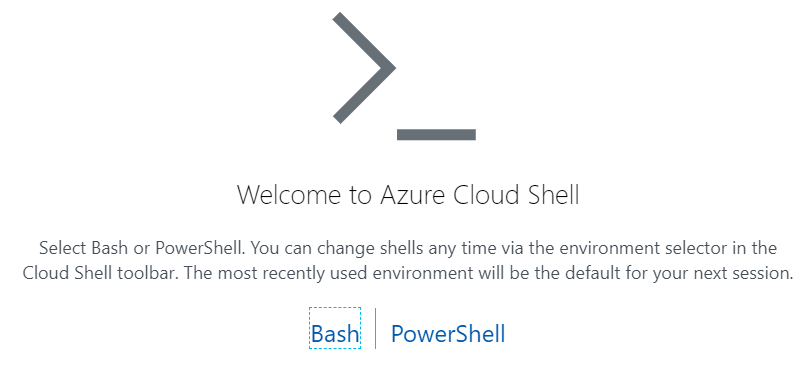 Welcome to Azure Cloud Shell
Select Bash or PowerShell. You can change shells any time via the environment selector in the
Cloud Shell toolbar. The most recently used environment will be the default for your next session.
Bash | PowerShell